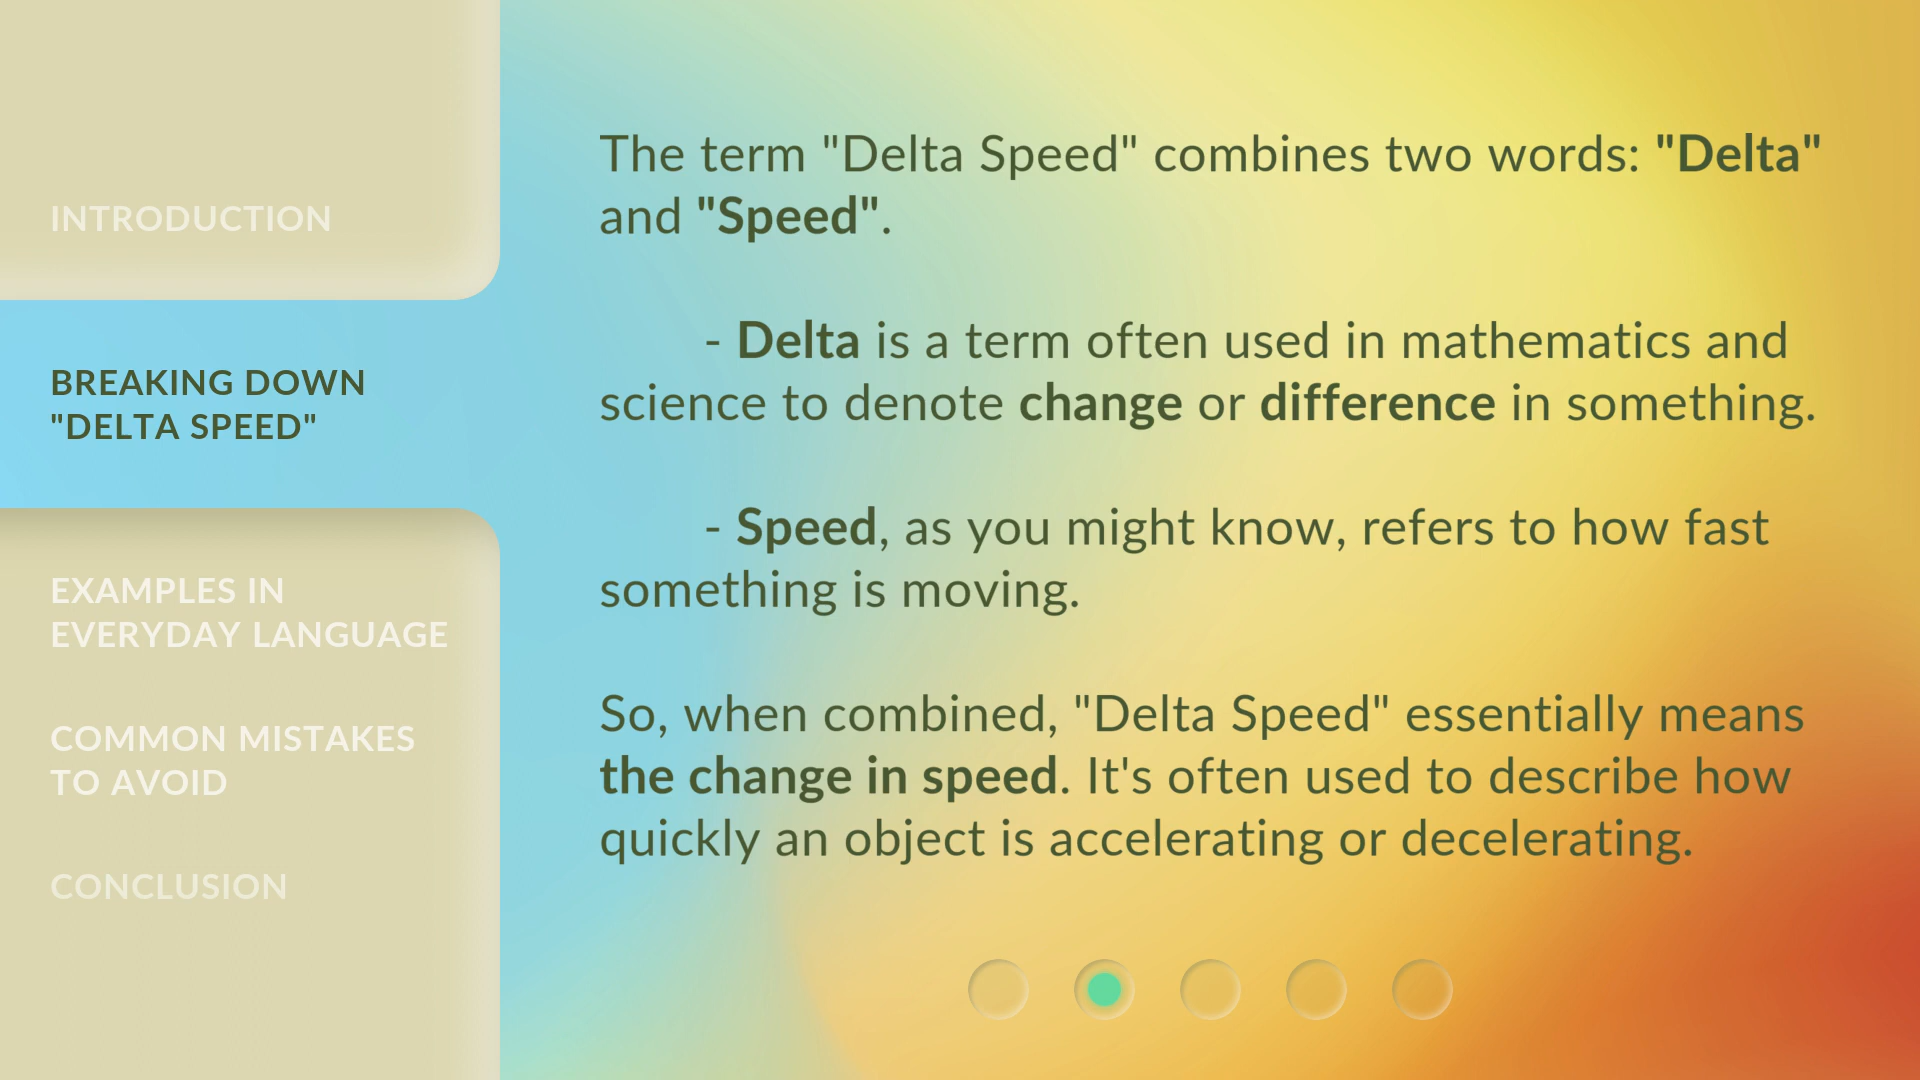 INTRODUCTION
BREAKING DOWN
"DELTA SPEED"
EXAMPLES IN
EVERYDAY LANGUAGE
COMMON MISTAKES
TO AVOID
CONCLUSION
The term "Delta Speed" combines two words: "Delta"
and "Speed".
- Delta is a term often used in mathematics and
science to denote change or difference in something.
- Speed, as you might know, refers to how fast
something is moving.
So, when combined, "Delta Speed" essentially means
the change in speed. It's often used to describe how
quickly an object is accelerating or decelerating.